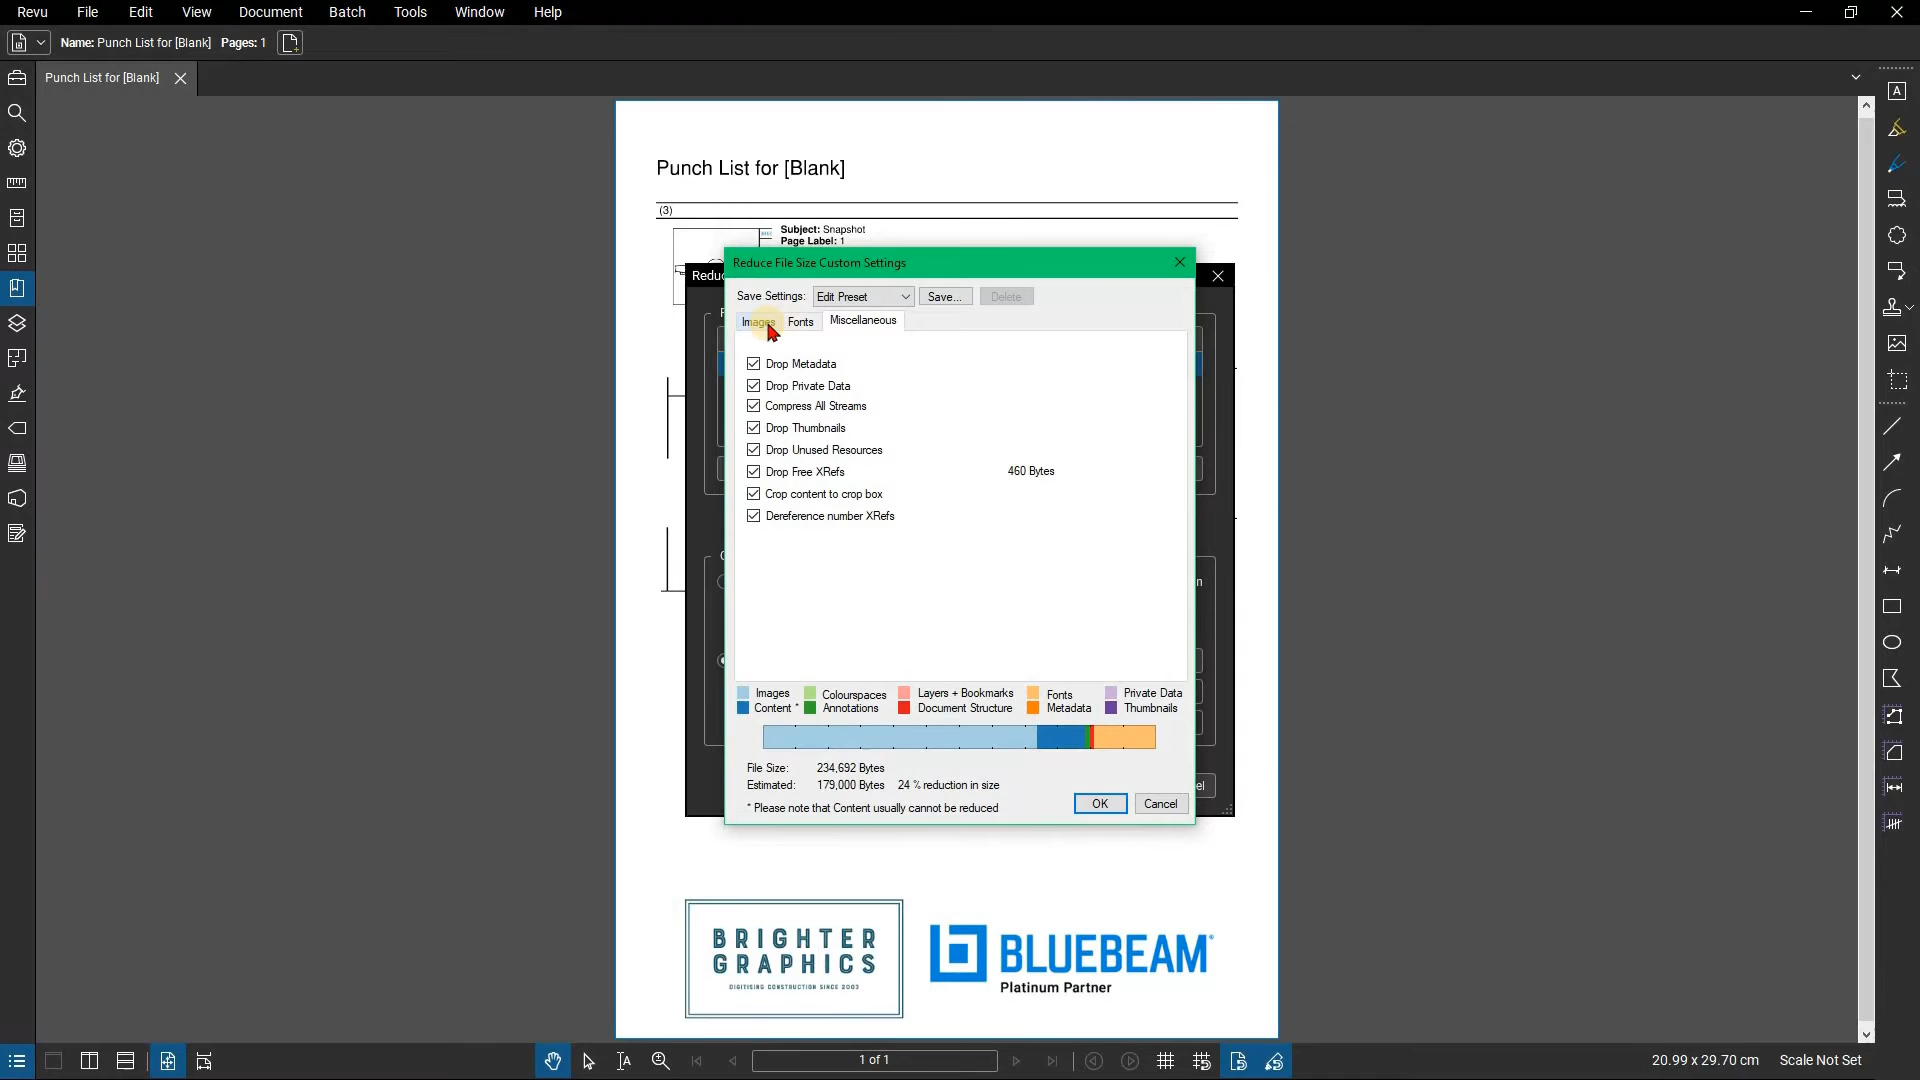 Revu File Edit View Document Batch Tools Window Help
Name: Punch List for [Blank] Pages: 1
Punch List for [Blank]
Punch List for [Blank]
(3)
Subject: Snapshot
Page Label: 1
Reduce File Size Custom Settings
Reduc
Save Settings: Edit Preset Save... Delete
Images Fonts Miscellaneous
Drop Metadata
Drop Private Data
Compress All Streams
Drop Thumbnails
Drop Unused Resources
Drop Free XRefs 460 Bytes
Crop content to crop box
Dereference number XRefs
Images Colourspaces Layers + Bookmarks Fonts Private Data
Content * Annotations Document Structure Metadata Thumbnails
File Size: 234,692 Bytes
Estimated: 179,000 Bytes 24 % reduction in size
* Please note that Content usually cannot be reduced
OK Cancel
BRIGHTER
GRAPHICS
DIGITISING CONSTRUCTION SINCE 2003
BLUEBEAM
Platinum Partner
1 of 1
20.99 x 29.70 cm Scale Not Set